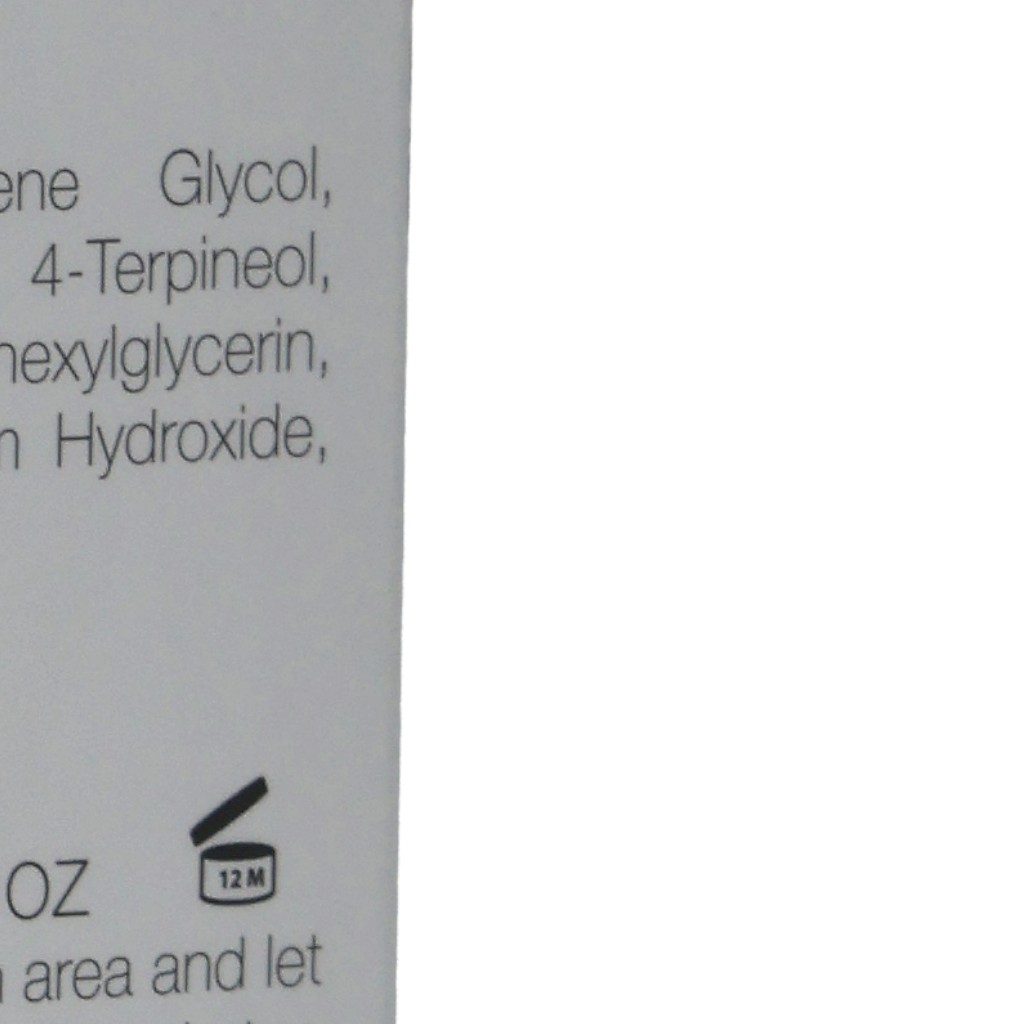 ene Glycol,
4-Terpineol,
hexylglycerin,
Hydroxide,
OZ
12 M
area and let